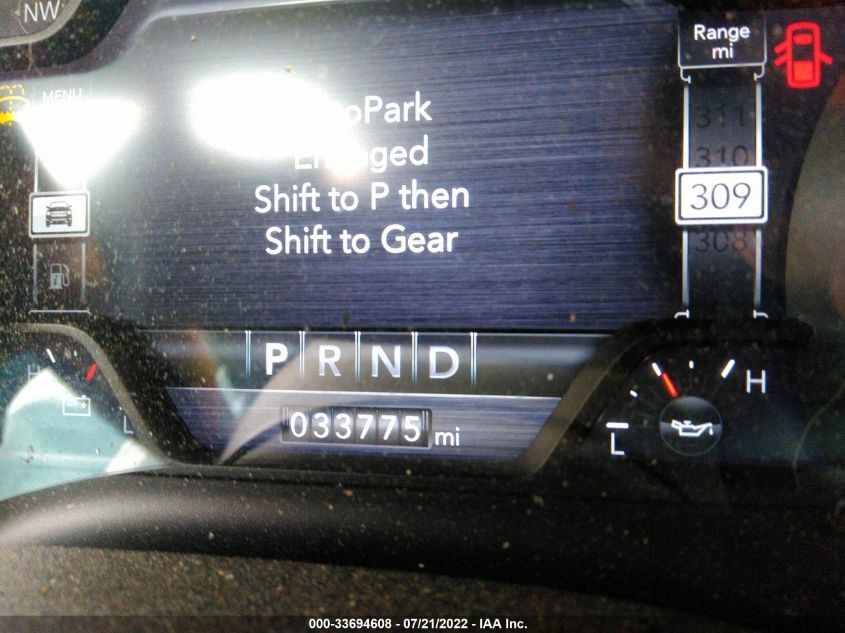 NW
MENU
Range
mi
311
310
309
308
Shift to P then
Shift to Gear
P R N D
033775 mi
H
L
H
L
000-33694608 - 07/21/2022 - IAA Inc.